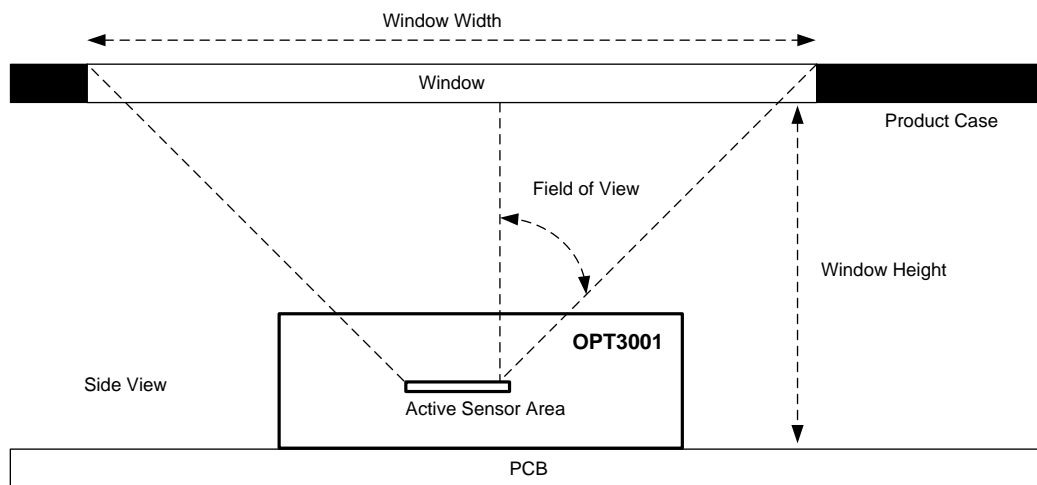 Window Width
Window
Product Case
Field of View
Window Height
OPT3001
Side View
Active Sensor Area
PCB